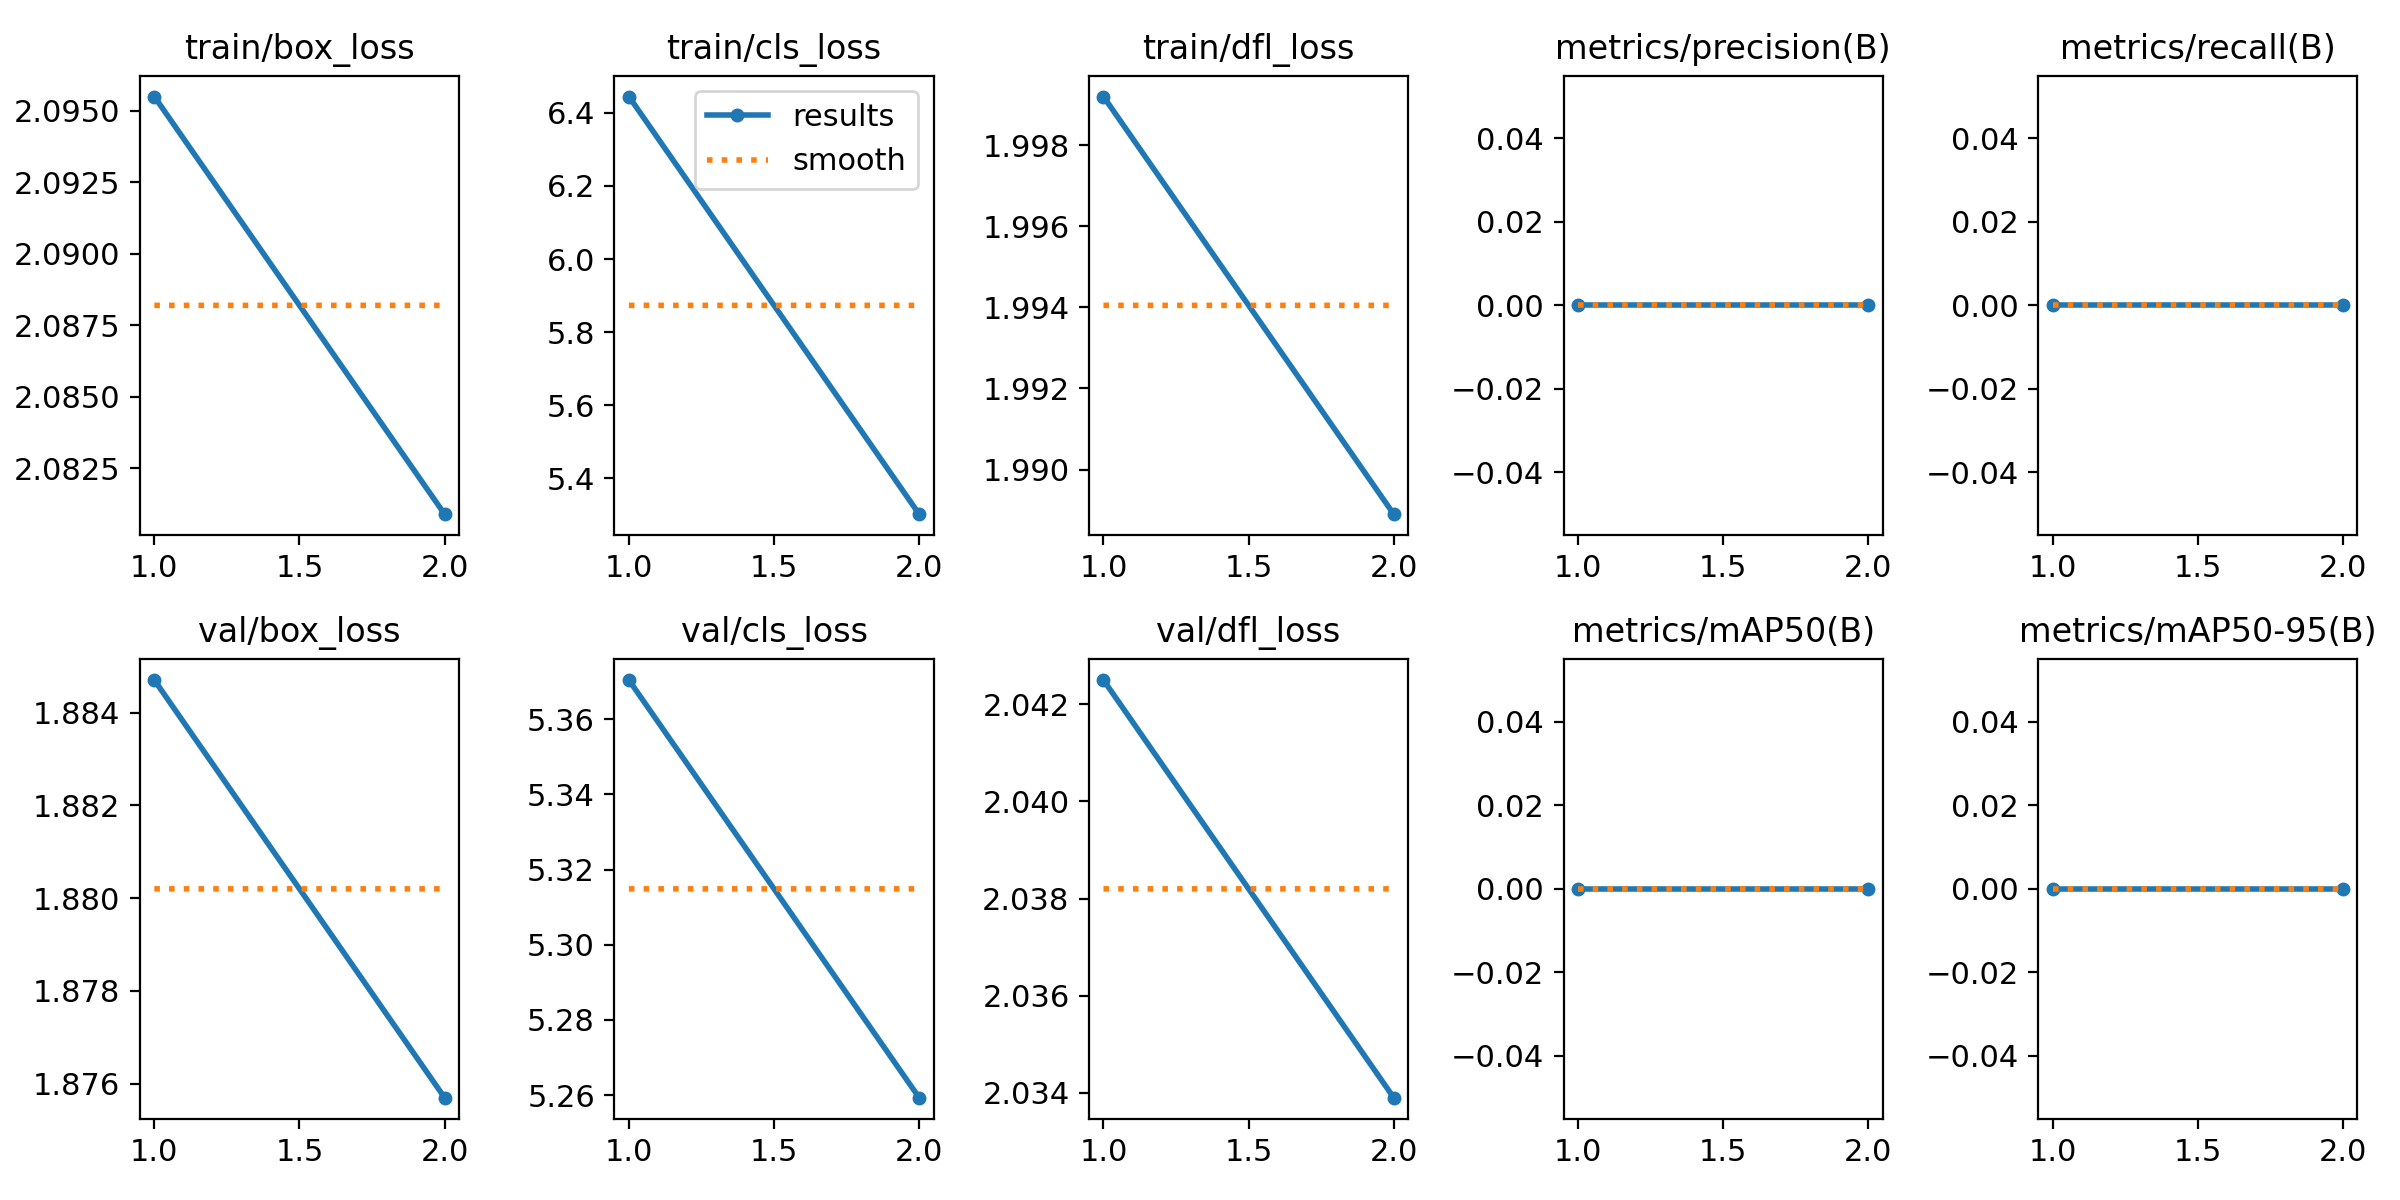 train/box_loss
2.0950
2.0925
2.0900
2.0875
2.0850
2.0825
1.0 1.5 2.0
train/cls_loss
results
smooth
6.4
6.2
6.0
5.8
5.6
5.4
1.0 1.5 2.0
train/dfl_loss
1.998
1.996
1.994
1.992
1.990
1.0 1.5 2.0
metrics/precision(B)
0.04
0.02
0.00
−0.02
−0.04
1.0 1.5 2.0
metrics/recall(B)
0.04
0.02
0.00
−0.02
−0.04
1.0 1.5 2.0
val/box_loss
1.884
1.882
1.880
1.878
1.876
1.0 1.5 2.0
val/cls_loss
5.36
5.34
5.32
5.30
5.28
5.26
1.0 1.5 2.0
val/dfl_loss
2.042
2.040
2.038
2.036
2.034
1.0 1.5 2.0
metrics/mAP50(B)
0.04
0.02
0.00
−0.02
−0.04
1.0 1.5 2.0
metrics/mAP50-95(B)
0.04
0.02
0.00
−0.02
−0.04
1.0 1.5 2.0